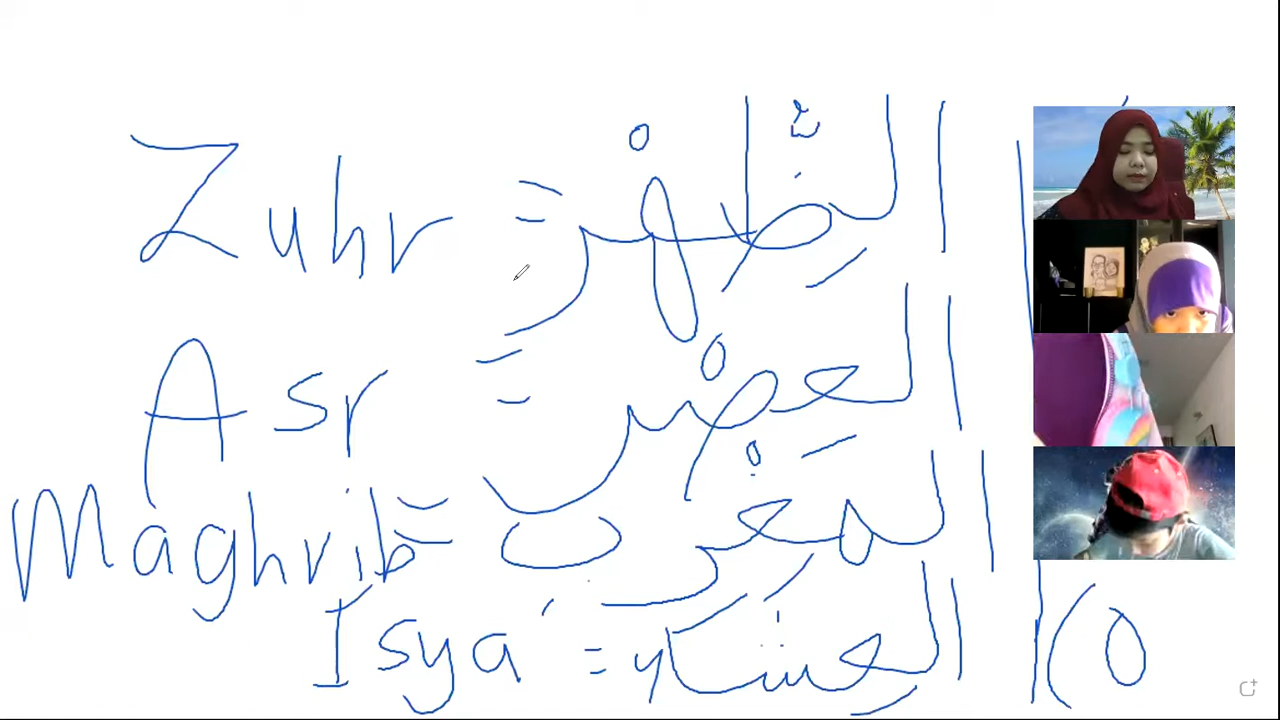 Zuhr = الظهر
Asr = العصر
Maghrib = المغرب
Isya' = العشاء